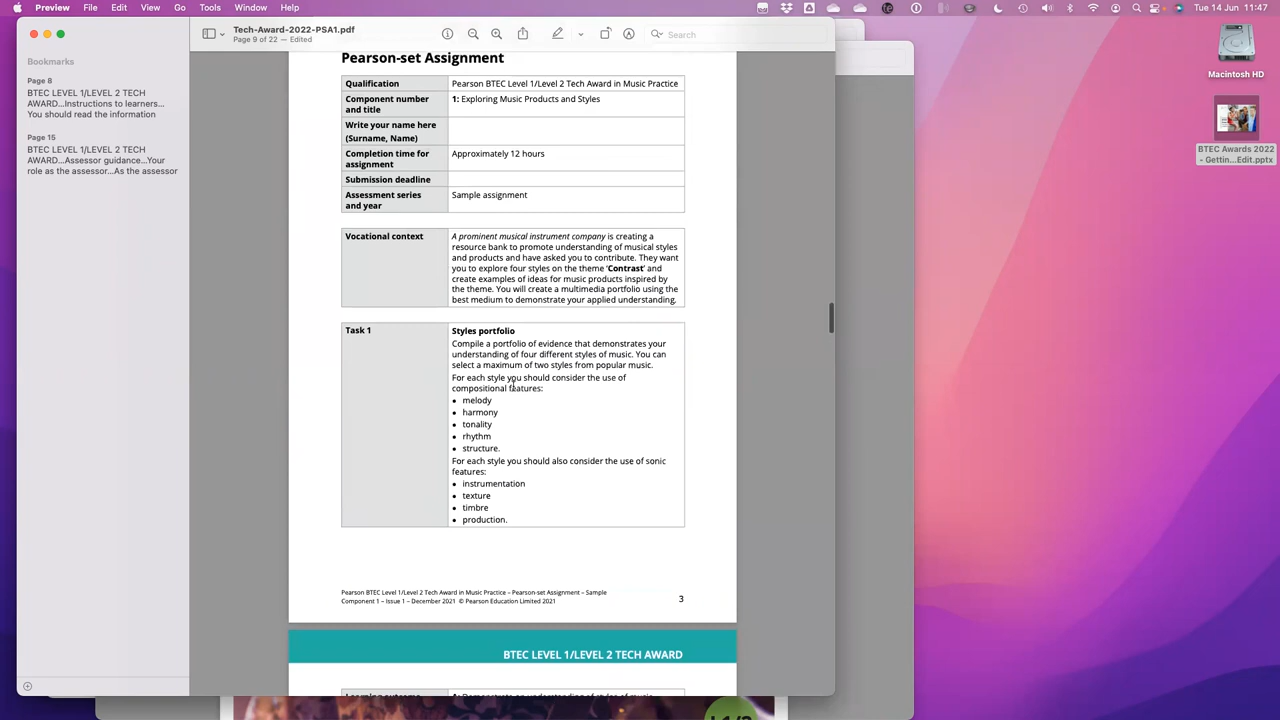 Preview File Edit View Go Tools Window Help
Tue 14 Jun 11:47
Tech-Award-2022-PSA1.pdf
Page 9 of 22 — Edited
Search
Bookmarks
Page 8
BTEC LEVEL 1/LEVEL 2 TECH
AWARD...Instructions to learners...
You should read the information
Page 15
BTEC LEVEL 1/LEVEL 2 TECH
AWARD...Assessor guidance...Your
role as the assessor...As the assessor
Pearson-set Assignment
Qualification Pearson BTEC Level 1/Level 2 Tech Award in Music Practice
Component number and title 1: Exploring Music Products and Styles
Write your name here (Surname, Name)
Completion time for assignment Approximately 12 hours
Submission deadline
Assessment series and year Sample assignment
Vocational context
A prominent musical instrument company is creating a
resource bank to promote understanding of musical styles
and products and have asked you to contribute. They want
you to explore four styles on the theme ‘Contrast’ and
create examples of ideas for music products inspired by
the theme. You will create a multimedia portfolio using the
best medium to demonstrate your applied understanding.
Task 1
Styles portfolio
Compile a portfolio of evidence that demonstrates your
understanding of four different styles of music. You can
select a maximum of two styles from popular music.
For each style you should consider the use of
compositional features:
• melody
• harmony
• tonality
• rhythm
• structure.
For each style you should also consider the use of sonic
features:
• instrumentation
• texture
• timbre
• production.
Pearson BTEC Level 1/Level 2 Tech Award in Music Practice – Pearson-set Assignment – Sample
Component 1 – Issue 1 – December 2021 © Pearson Education Limited 2021
3
BTEC LEVEL 1/LEVEL 2 TECH AWARD
Macintosh HD
BTEC Awards 2022
- Gettin...Edit.pptx